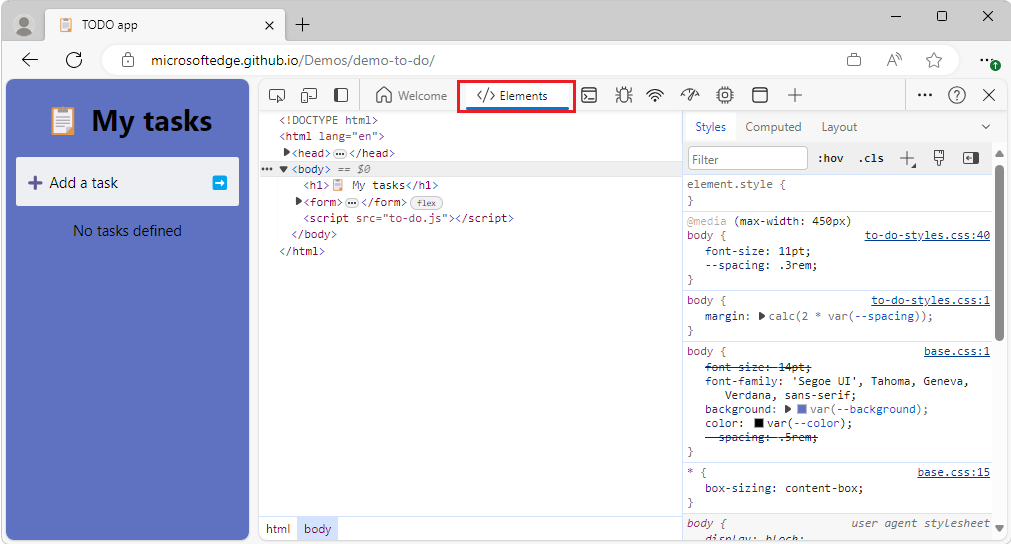 TODO app
microsoftedge.github.io/Demos/demo-to-do/
My tasks
Add a task
No tasks defined
Welcome
</> Elements
<!DOCTYPE html>
<html lang="en">
<head>…</head>
<body> == $0
<h1>📋 My tasks</h1>
<form>…</form> flex
<script src="to-do.js"></script>
</body>
</html>
html body
Styles Computed Layout
Filter :hov .cls
element.style {
}
@media (max-width: 450px)
body { to-do-styles.css:40
font-size: 11pt;
--spacing: .3rem;
}
body { to-do-styles.css:1
margin: calc(2 * var(--spacing));
}
body { base.css:1
font-size: 14pt;
font-family: 'Segoe UI', Tahoma, Geneva,
Verdana, sans-serif;
background: var(--background);
color: var(--color);
--spacing: .5rem;
}
* { base.css:15
box-sizing: content-box;
}
body { user agent stylesheet
display: block;